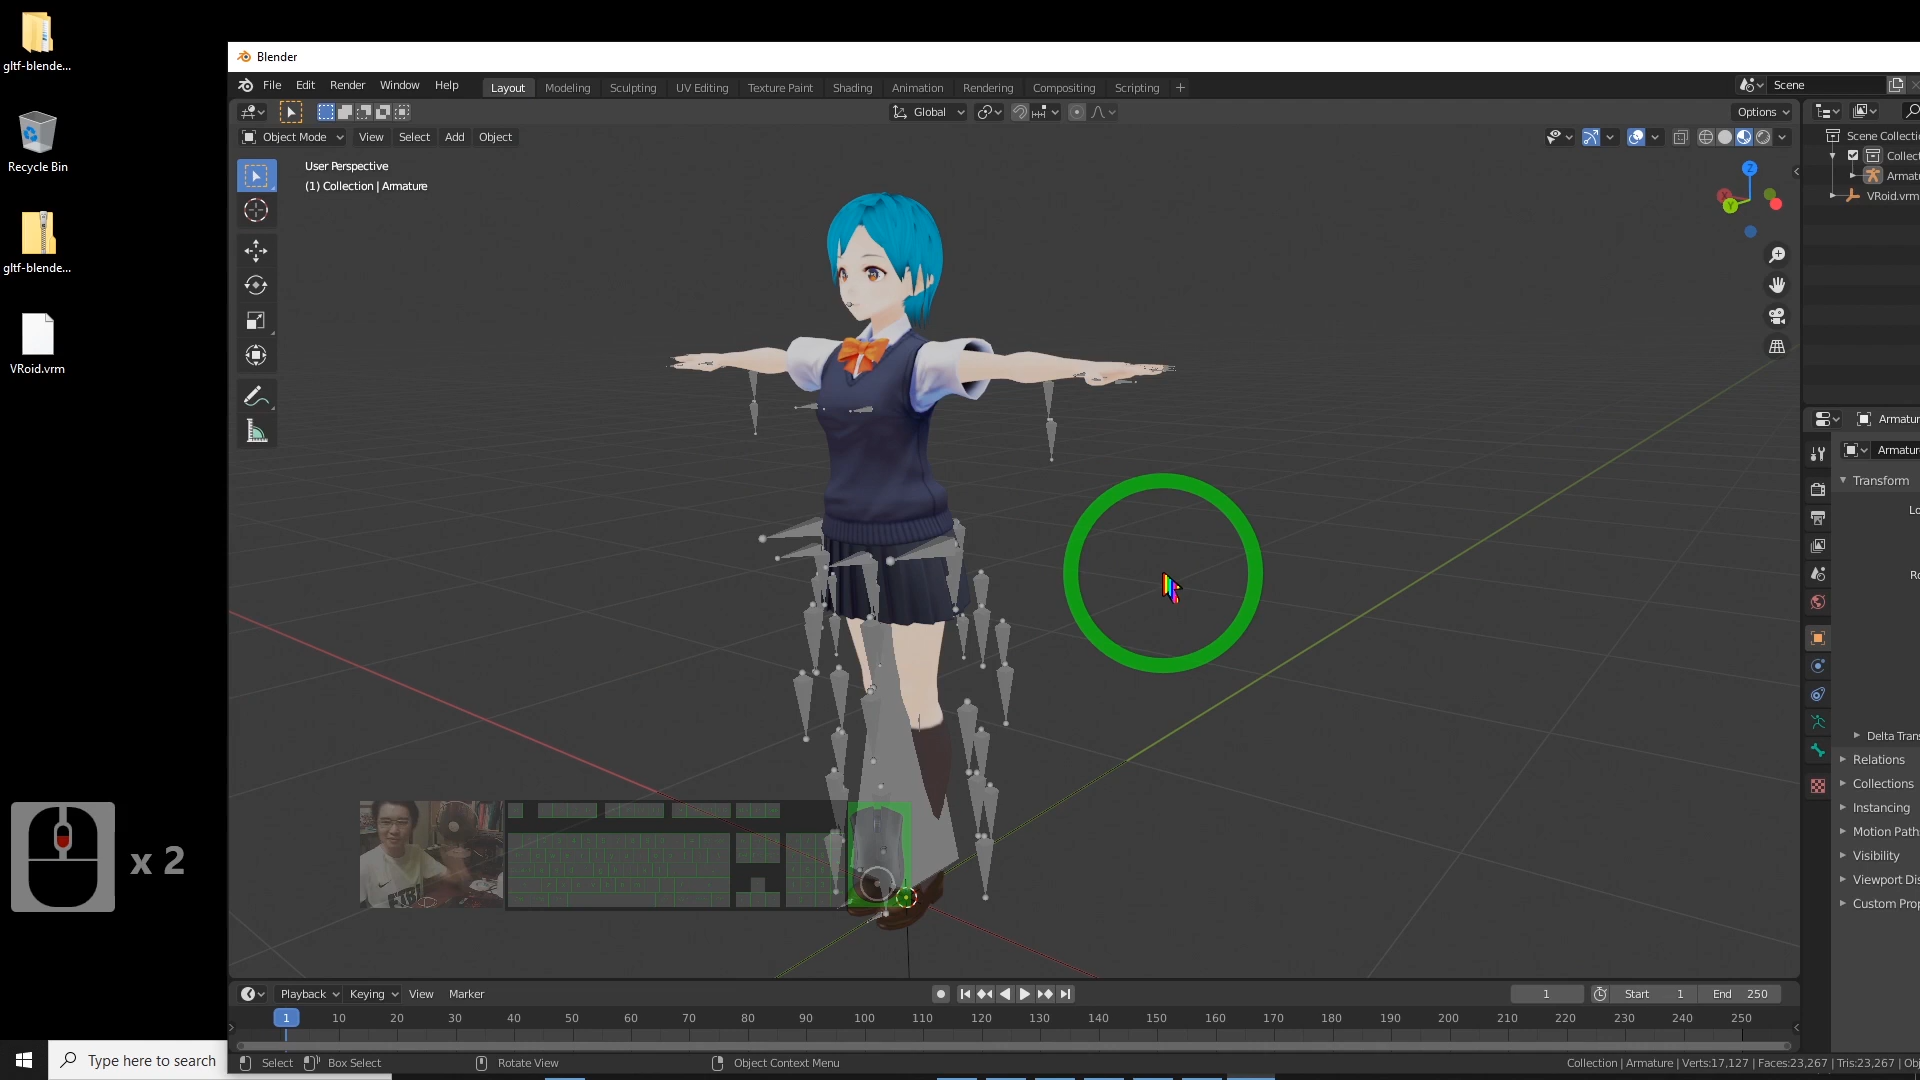 gltf-blende...
Recycle Bin
gltf-blende...
VRoid.vrm
x 2
Blender
File Edit Render Window Help
Layout Modeling Sculpting UV Editing Texture Paint Shading Animation Rendering Compositing Scripting +
Scene
Global
Options
Object Mode View Select Add Object
User Perspective
(1) Collection | Armature
Z
Y
Scene Collectio
Collec
Armat
VRoid.vrm
Armatur
Armature
Transform
Lo
Ro
Delta Trans
Relations
Collections
Instancing
Motion Paths
Visibility
Viewport Dis
Custom Prop
Playback Keying View Marker
1
Start 1
End 250
1 10 20 30 40 50 60 70 80 90 100 110 120 130 140 150 160 170 180 190 200 210 220 230 240 250
Select Box Select Rotate View Object Context Menu
Collection | Armature | Verts:17,127 | Faces:23,267 | Tris:23,267 | Obj
Type here to search